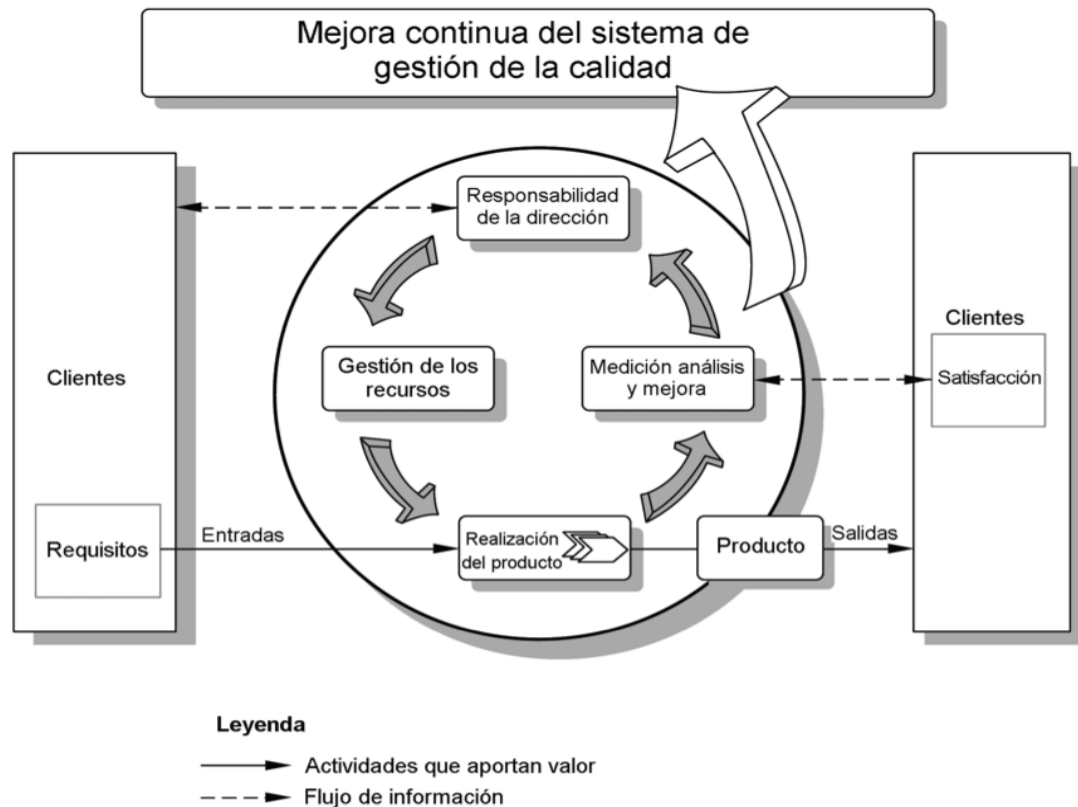 Mejora continua del sistema de
gestión de la calidad
Responsabilidad
de la dirección
Clientes
Gestión de los
recursos
Medición análisis
y mejora
Clientes
Satisfacción
Requisitos
Entradas
Realización
del producto
Producto
Salidas
Leyenda
Actividades que aportan valor
Flujo de información